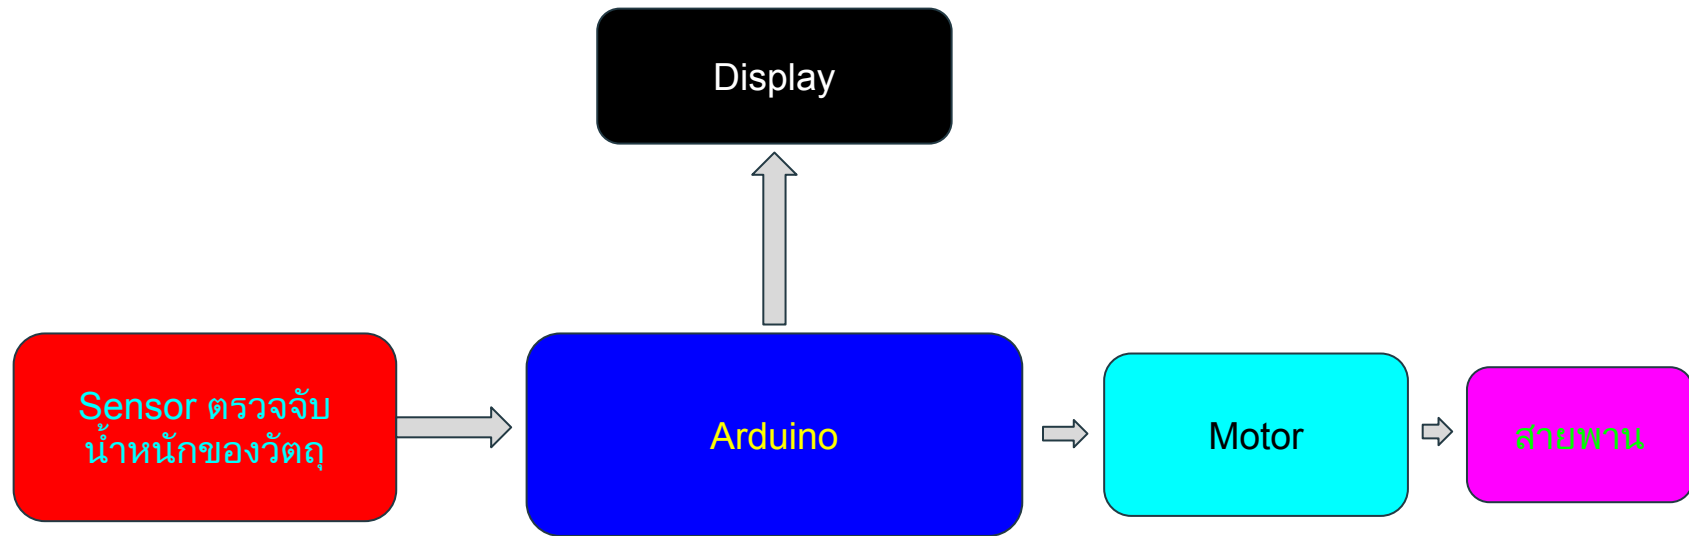 Display
Sensor ตรวจจับ
น้ำหนักของวัตถุ
Arduino
Motor
สายพาน